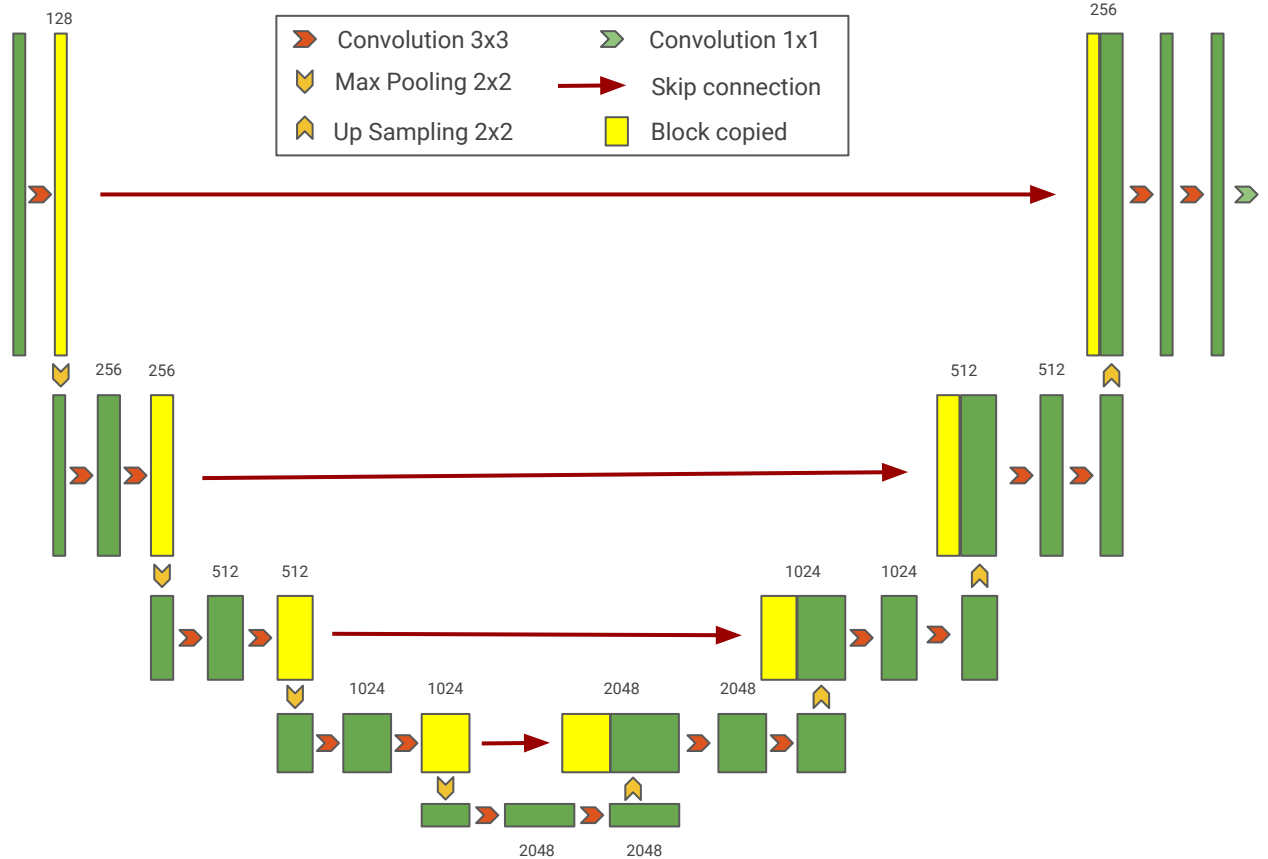 128
256
Convolution 3x3
Convolution 1x1
Max Pooling 2x2
Skip connection
Up Sampling 2x2
Block copied
256
256
512
512
512
512
1024
1024
1024
1024
2048
2048
2048
2048